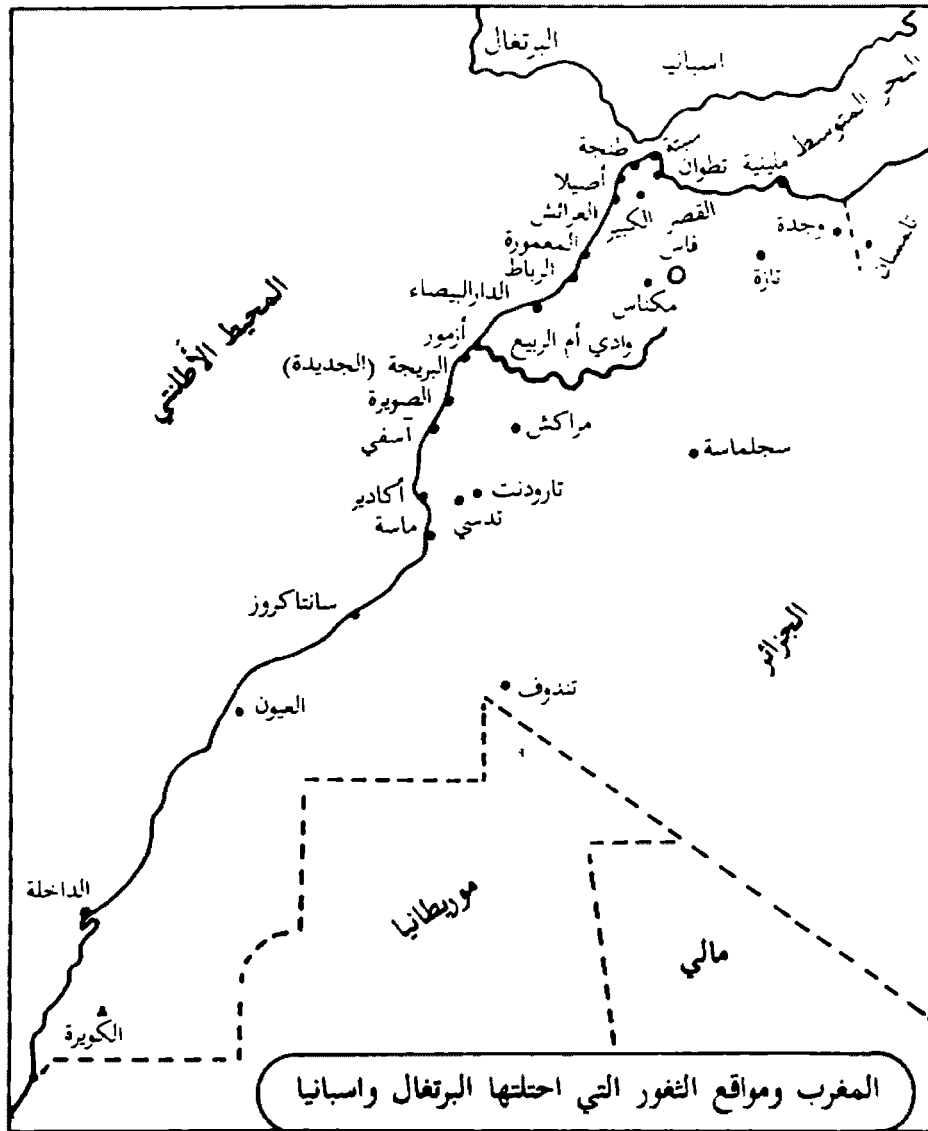 البرتغال
اسبانيا
البحر المتوسط
سبتة
طنجة
تطوان
مليلية
أصيلا
العرائش
القصر الكبير
وجدة
تلمسان
المعمورة
فاس
تازة
الرباط
مكناس
الدارالبيضاء
المحيط الأطلنتي
أزمور
وادي أم الربيع
البريجة (الجديدة)
الصويرة
آسفي
مراكش
سجلماسة
أكادير
تارودنت
تدسي
ماسة
سانتاكروز
الجزائر
تندوف
العيون
الداخلة
موريطانيا
مالي
الكويرة
المغرب ومواقع الثغور التي احتلتها البرتغال واسبانيا